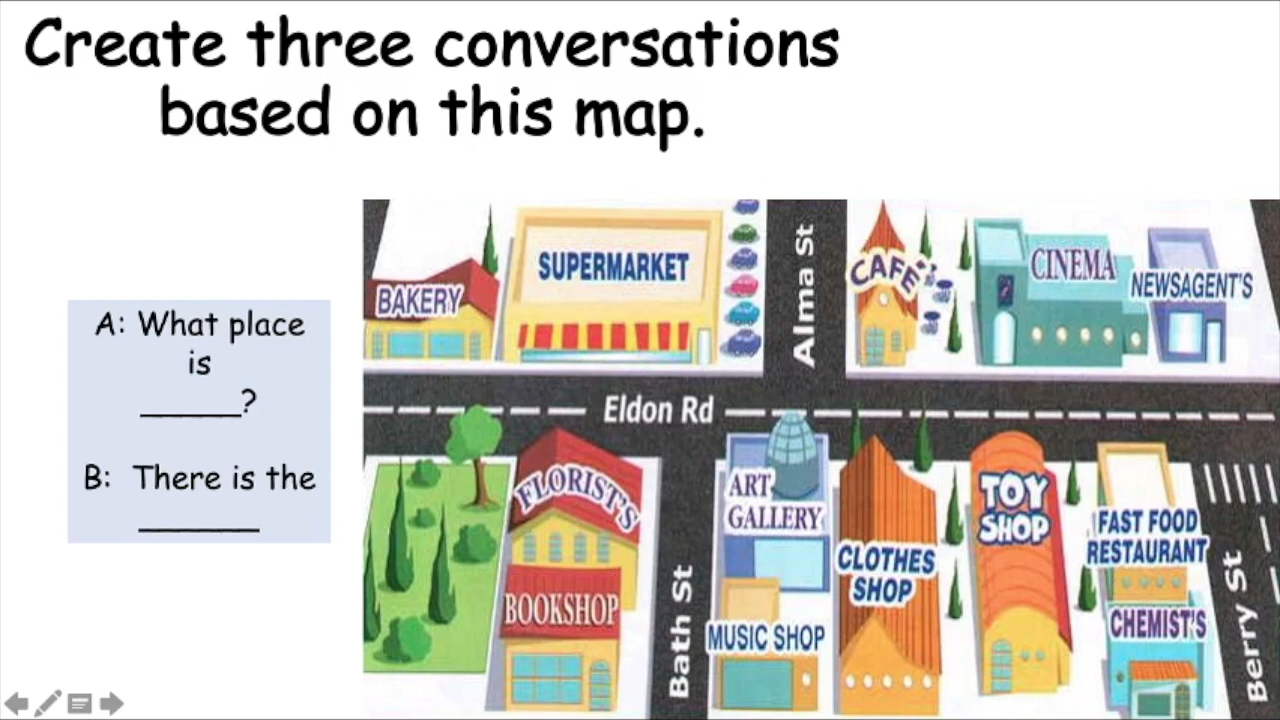 Create three conversations
based on this map.
A: What place
is
______?
B: There is the
_______
BAKERY
SUPERMARKET
Alma St
CAFE
CINEMA
NEWSAGENT'S
Eldon Rd
FLORIST'S
BOOKSHOP
Bath St
ART
GALLERY
MUSIC SHOP
CLOTHES
SHOP
TOY
SHOP
FAST FOOD
RESTAURANT
CHEMIST'S
Berry St